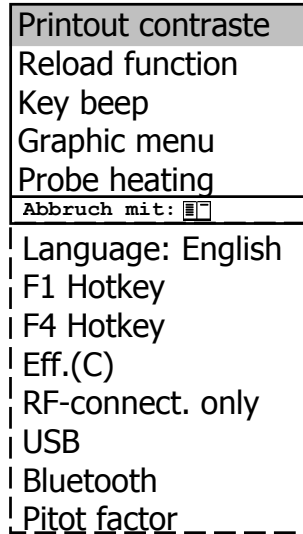 Printout contraste
Reload function
Key beep
Graphic menu
Probe heating
Abbruch mit:
Language: English
F1 Hotkey
F4 Hotkey
Eff.(C)
RF-connect. only
USB
Bluetooth
Pitot factor